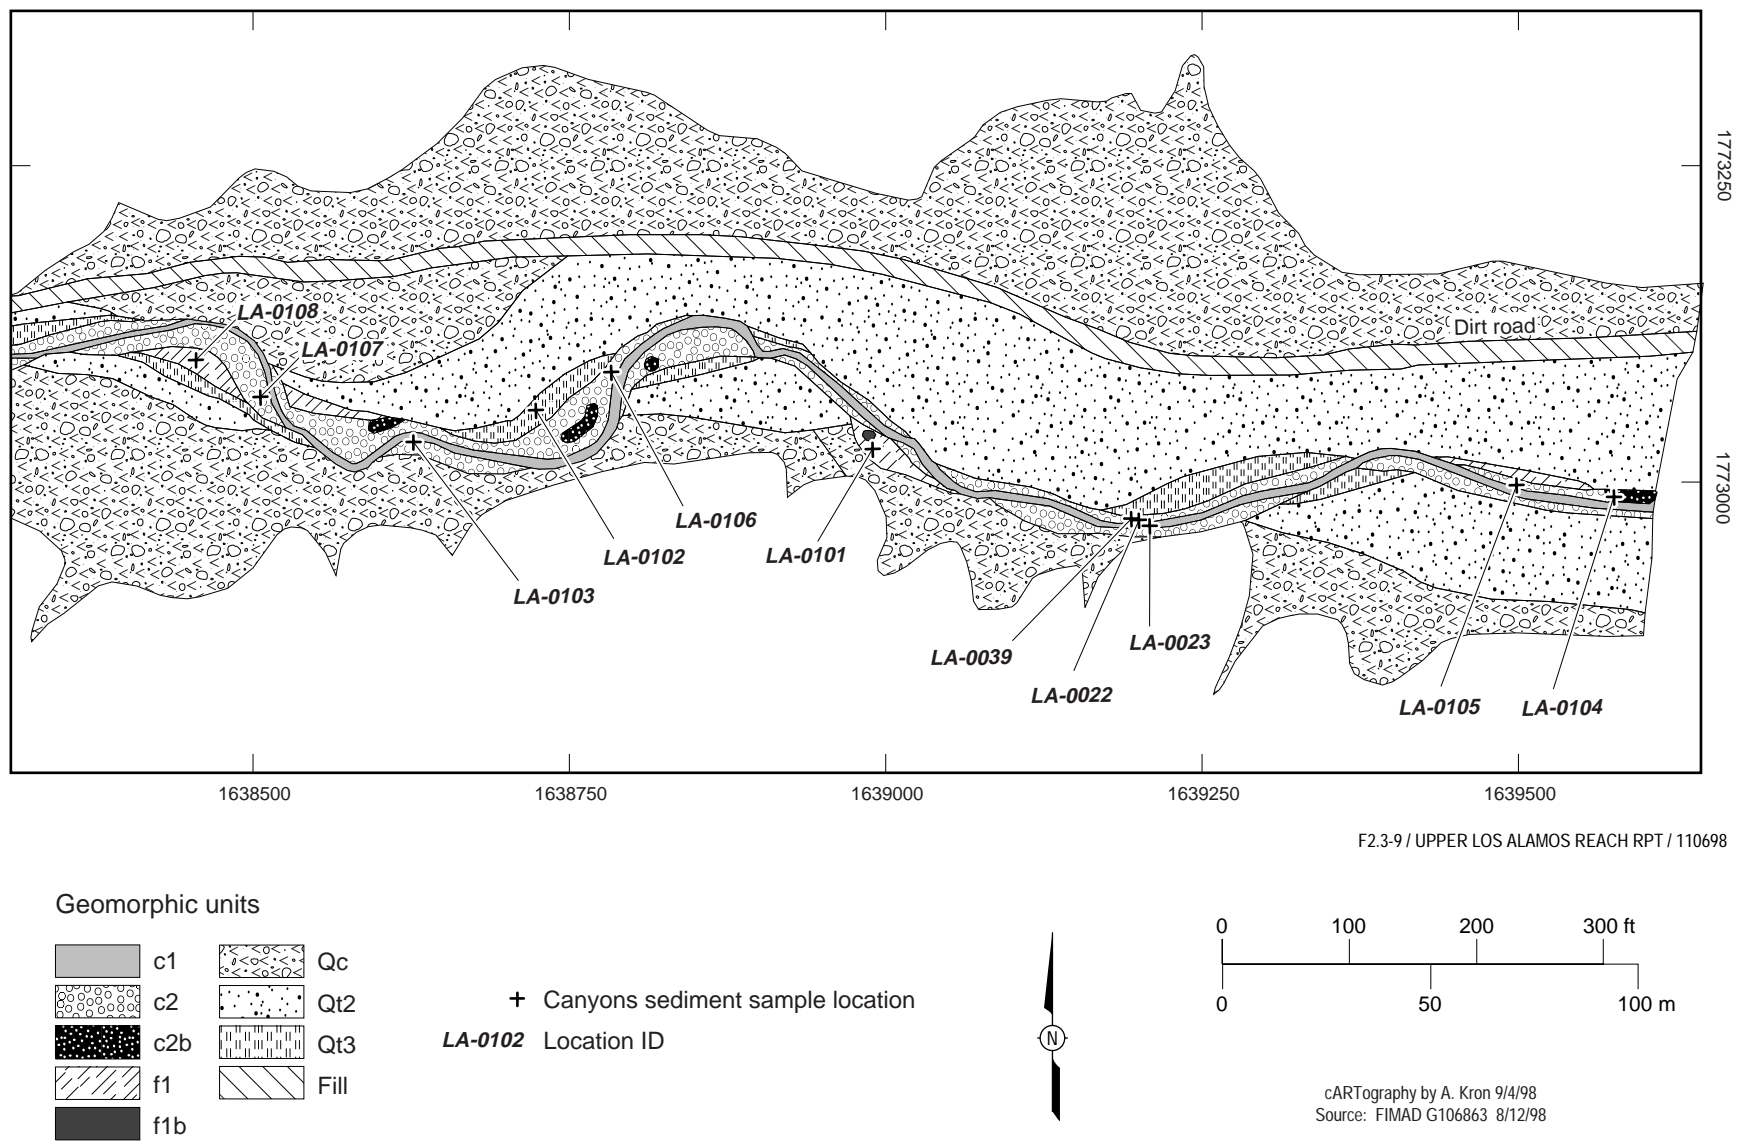 1773250
Dirt road
LA-0108
LA-0107
1773000
LA-0106
LA-0102
LA-0101
LA-0103
LA-0023
LA-0039
LA-0022
LA-0105
LA-0104
1638500
1638750
1639000
1639250
1639500
F2.3-9 / UPPER LOS ALAMOS REACH RPT / 110698
Geomorphic units
c1
c2
c2b
f1
f1b
Qc
Qt2
Qt3
Fill
Canyons sediment sample location
LA-0102 Location ID
N
0 100 200 300 ft
0 50 100 m
cARTography by A. Kron 9/4/98
Source: FIMAD G106863 8/12/98